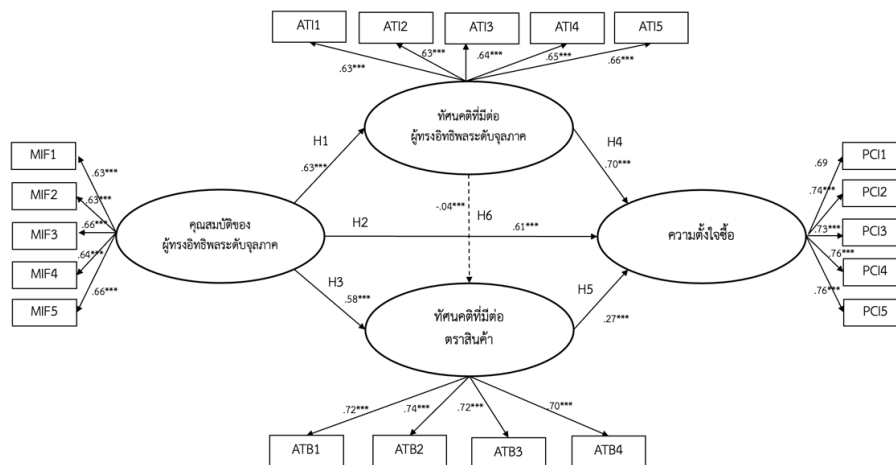 ATI1 ATI2 ATI3 ATI4 ATI5
.63*** .63*** .64*** .65*** .66***
ทัศนคติที่มีต่อ
ผู้ทรงอิทธิพลระดับจุลภาค
H1
.63***
H4
.70***
MIF1
MIF2
MIF3
MIF4
MIF5
.63***
.63***
.66***
.64***
.66***
คุณสมบัติของ
ผู้ทรงอิทธิพลระดับจุลภาค
H2
.61***
-.04***
H6
ความตั้งใจซื้อ
.69
.74***
.73***
.76***
.76***
PCI1
PCI2
PCI3
PCI4
PCI5
H3
.58***
H5
.27***
ทัศนคติที่มีต่อ
ตราสินค้า
.72*** .74*** .72*** .70***
ATB1 ATB2 ATB3 ATB4